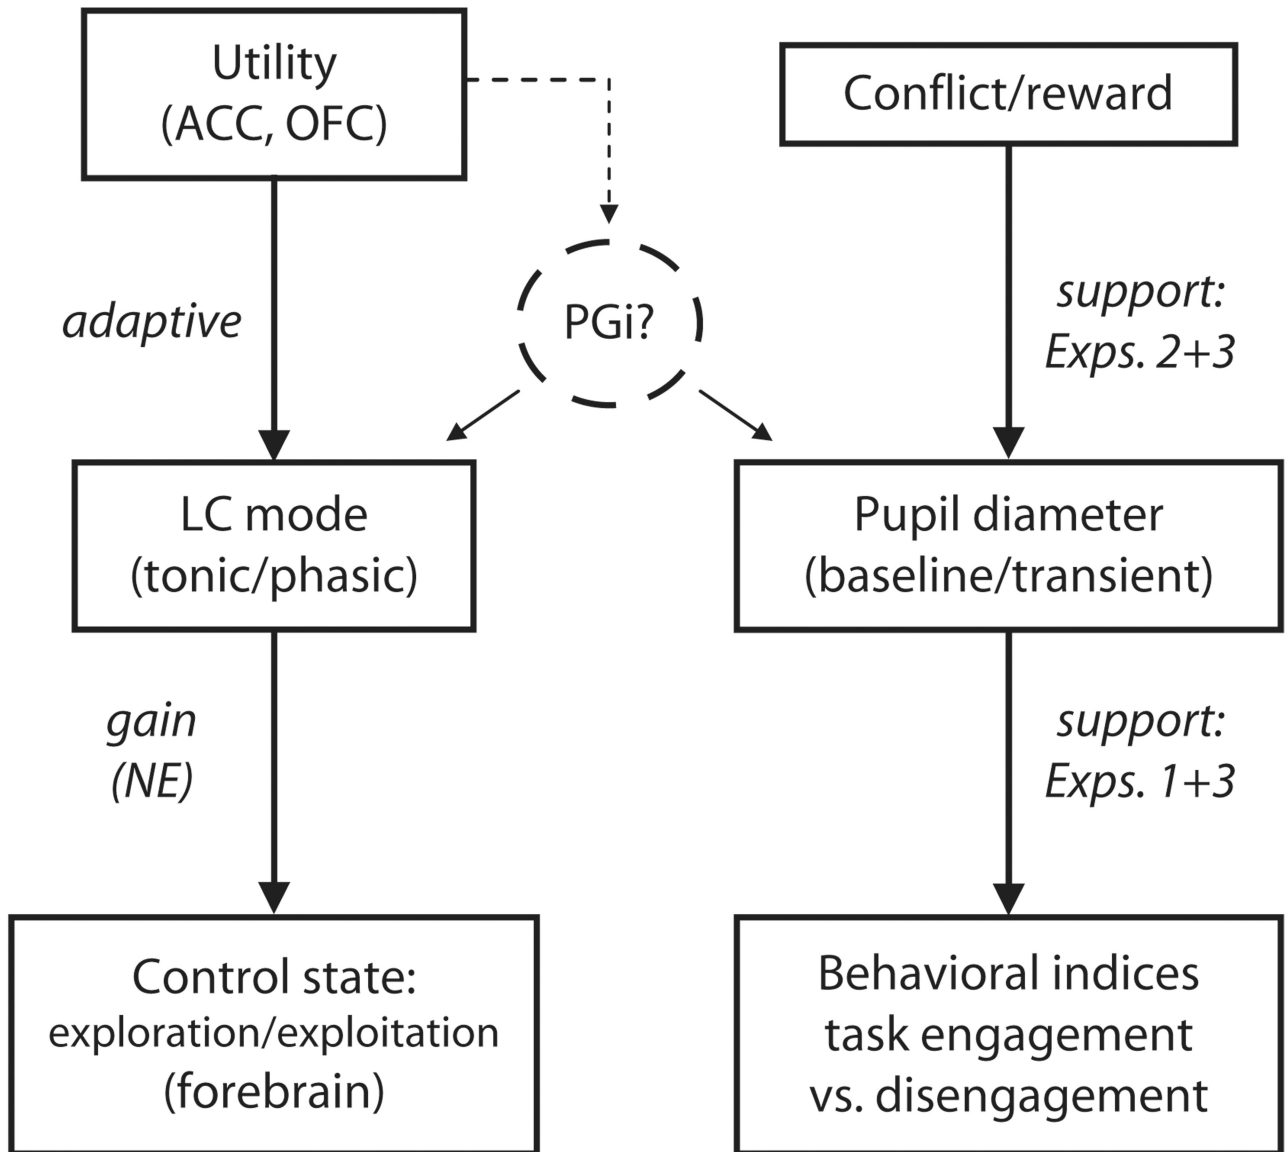 Utility
(ACC, OFC)
Conflict/reward
adaptive
PGi?
support:
Exps. 2+3
LC mode
(tonic/phasic)
Pupil diameter
(baseline/transient)
gain
(NE)
support:
Exps. 1+3
Control state:
exploration/exploitation
(forebrain)
Behavioral indices
task engagement
vs. disengagement